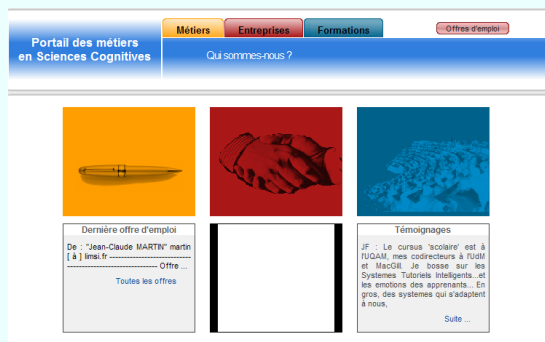 Métiers
Entreprises
Formations
Offres d'emploi
Portail des métiers
en Sciences Cognitives
Qui sommes-nous ?
Dernière offre d'emploi
De : "Jean-Claude MARTIN" martin
[ à ] limsi.fr ----------------------------
---------------------------------- Offre ...
Toutes les offres
Témoignages
JF : Le cursus 'scolaire' est à
l'UQAM, mes codirecteurs à l'UdM
et MacGill. Je bosse sur les
Systemes Tutoriels Intelligents...et
les emotions des apprenants... En
gros, des systemes qui s'adaptent
à nous,
Suite ...